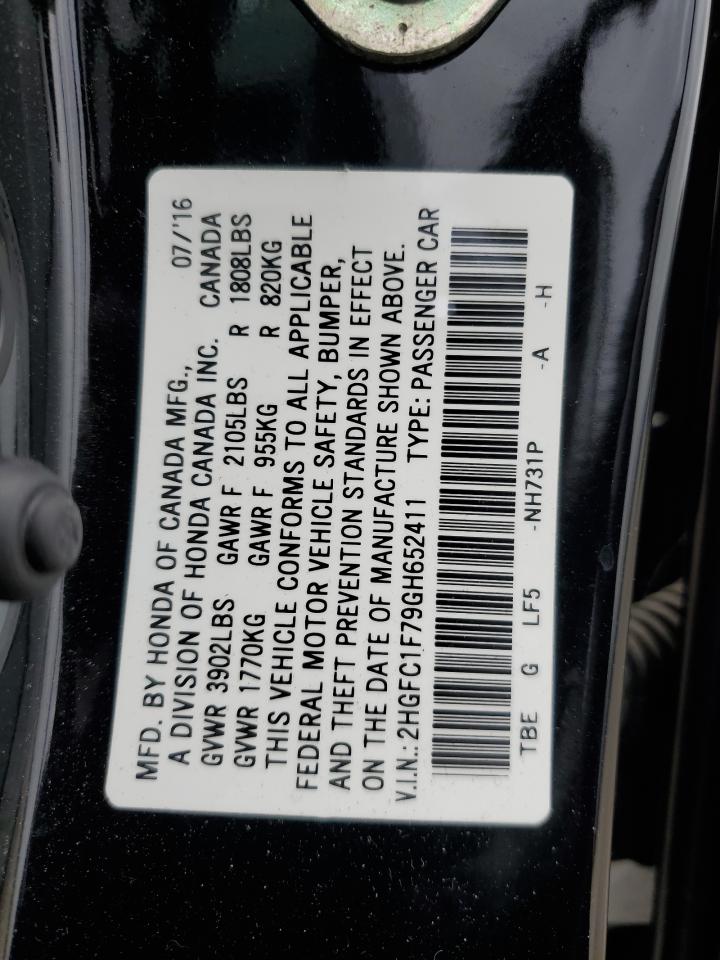 MFD. BY HONDA OF CANADA MFG., 07/'16
A DIVISION OF HONDA CANADA INC. CANADA
GVWR 3902LBS GAWR F 2105LBS R 1808LBS
GVWR 1770KG GAWR F 955KG R 820KG
THIS VEHICLE CONFORMS TO ALL APPLICABLE
FEDERAL MOTOR VEHICLE SAFETY, BUMPER,
AND THEFT PREVENTION STANDARDS IN EFFECT
ON THE DATE OF MANUFACTURE SHOWN ABOVE.
V.I.N.: 2HGFC1F79GH652411 TYPE: PASSENGER CAR
TBE G LF5 -NH731P -A -H